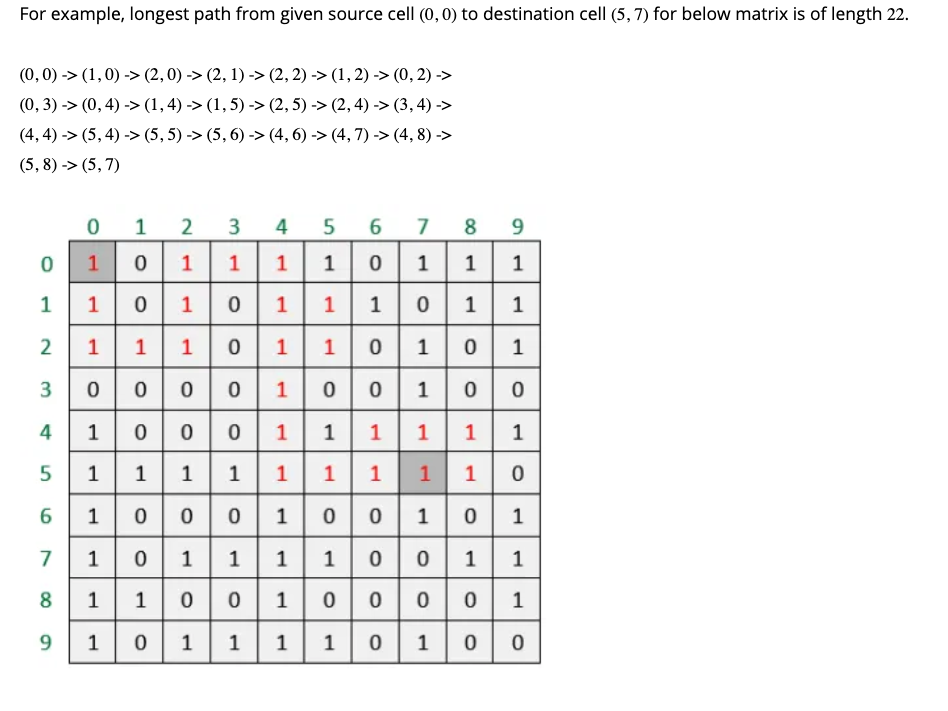 For example, longest path from given source cell (0, 0) to destination cell (5, 7) for below matrix is of length 22.
(0, 0) -> (1, 0) -> (2, 0) -> (2, 1) -> (2, 2) -> (1, 2) -> (0, 2) ->
(0, 3) -> (0, 4) -> (1, 4) -> (1, 5) -> (2, 5) -> (2, 4) -> (3, 4) ->
(4, 4) -> (5, 4) -> (5, 5) -> (5, 6) -> (4, 6) -> (4, 7) -> (4, 8) ->
(5, 8) -> (5, 7)
0 1 2 3 4 5 6 7 8 9
0 1 0 1 1 1 1 0 1 1 1
1 1 0 1 0 1 1 1 0 1 1
2 1 1 1 0 1 1 0 1 0 1
3 0 0 0 0 1 0 0 1 0 0
4 1 0 0 0 1 1 1 1 1 1
5 1 1 1 1 1 1 1 1 1 0
6 1 0 0 0 1 0 0 1 0 1
7 1 0 1 1 1 1 0 0 1 1
8 1 1 0 0 1 0 0 0 0 1
9 1 0 1 1 1 1 0 1 0 0